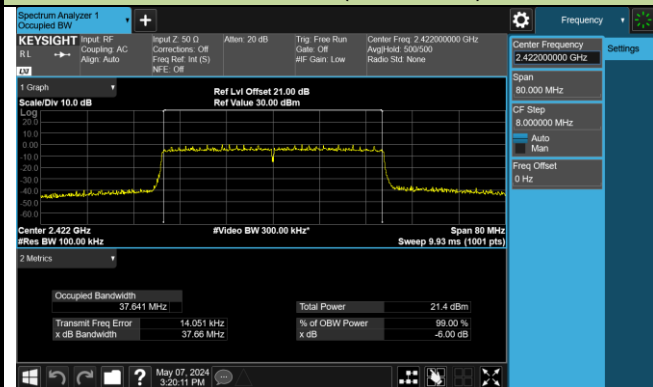 Spectrum Analyzer 1
Occupied BW
Frequency
KEYSIGHT
RL
Input: RF
Coupling: AC
Align: Auto
Input Z: 50 Ω
Corrections: Off
Freq Ref: Int (S)
NFE: Off
Atten: 20 dB
Trig: Free Run
Gate: Off
#IF Gain: Low
Center Freq: 2.422000000 GHz
Avg|Hold: 500/500
Radio Std: None
Center Frequency
2.422000000 GHz
Settings
Span
80.000 MHz
CF Step
8.000000 MHz
Auto
Man
Freq Offset
0 Hz
1 Graph
Scale/Div 10.0 dB
Ref Lvl Offset 21.00 dB
Ref Value 30.00 dBm
Log
20.0
10.0
0.00
-10.0
-20.0
-30.0
-40.0
-50.0
-60.0
Center 2.422 GHz
#Video BW 300.00 kHz*
Span 80 MHz
#Res BW 100.00 kHz
Sweep 9.93 ms (1001 pts)
2 Metrics
Occupied Bandwidth
37.641 MHz
Total Power 21.4 dBm
Transmit Freq Error 14.051 kHz
% of OBW Power 99.00 %
x dB Bandwidth 37.66 MHz
x dB -6.00 dB
?
May 07, 2024
3:20:11 PM